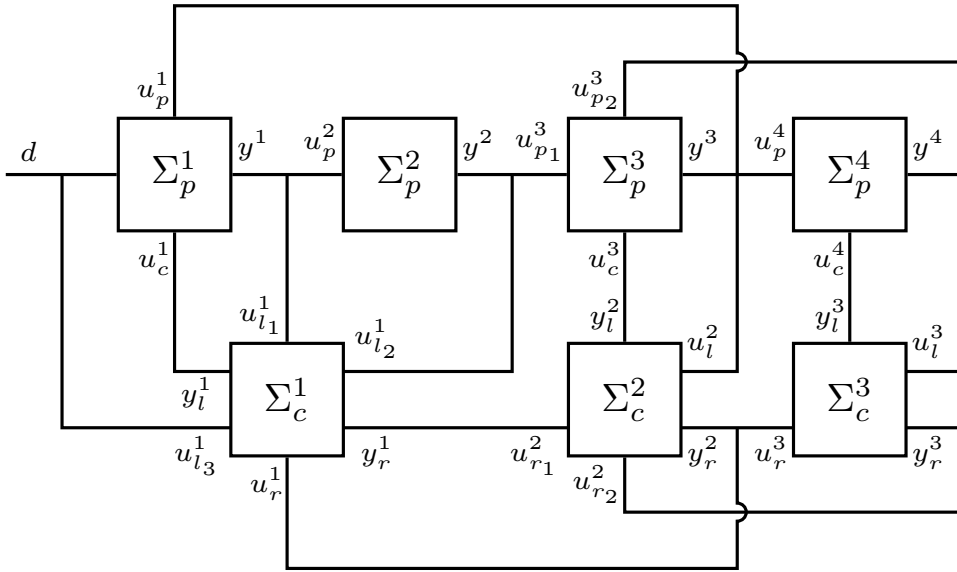 u_p^1
u_{p_2}^3
d
Σ_p^1
y^1
u_p^2
Σ_p^2
y^2
u_{p_1}^3
Σ_p^3
y^3
u_p^4
Σ_p^4
y^4
u_c^1
u_c^3
u_c^4
u_{l_1}^1
u_{l_2}^1
y_l^2
u_l^2
y_l^3
u_l^3
y_l^1
Σ_c^1
Σ_c^2
Σ_c^3
u_{l_3}^1
u_r^1
y_r^1
u_{r_1}^2
u_{r_2}^2
y_r^2
u_r^3
y_r^3